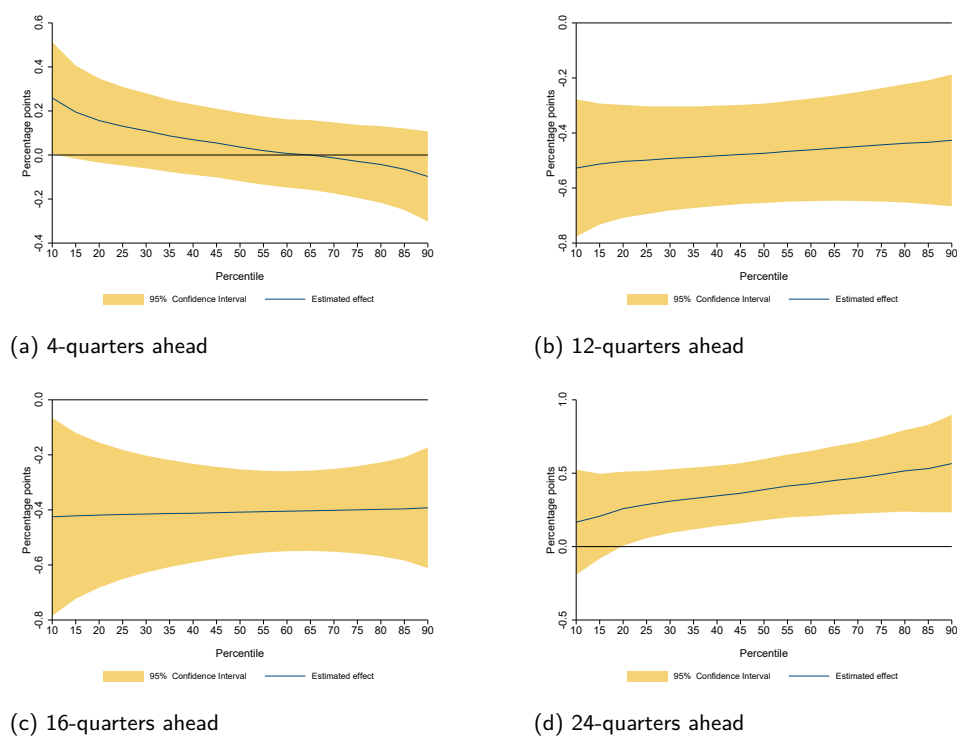 0.6
0.4
0.2
0.0
-0.2
-0.4
Percentage points
10 15 20 25 30 35 40 45 50 55 60 65 70 75 80 85 90
Percentile
95% Confidence Interval Estimated effect
(a) 4-quarters ahead
0.0
-0.2
-0.4
-0.6
-0.8
Percentage points
10 15 20 25 30 35 40 45 50 55 60 65 70 75 80 85 90
Percentile
95% Confidence Interval Estimated effect
(b) 12-quarters ahead
0.0
-0.2
-0.4
-0.6
-0.8
Percentage points
10 15 20 25 30 35 40 45 50 55 60 65 70 75 80 85 90
Percentile
95% Confidence Interval Estimated effect
(c) 16-quarters ahead
1.0
0.5
0.0
-0.5
Percentage points
10 15 20 25 30 35 40 45 50 55 60 65 70 75 80 85 90
Percentile
95% Confidence Interval Estimated effect
(d) 24-quarters ahead